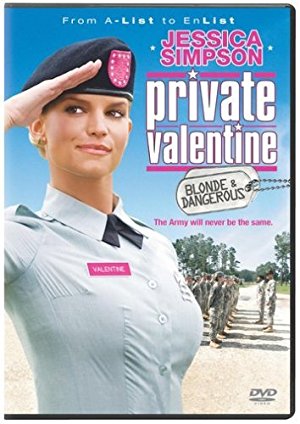 From A-List to EnList
JESSICA
SIMPSON
private
valentine
BLONDE &
DANGEROUS
The Army will never be the same.
VALENTINE
DVD
VIDEO